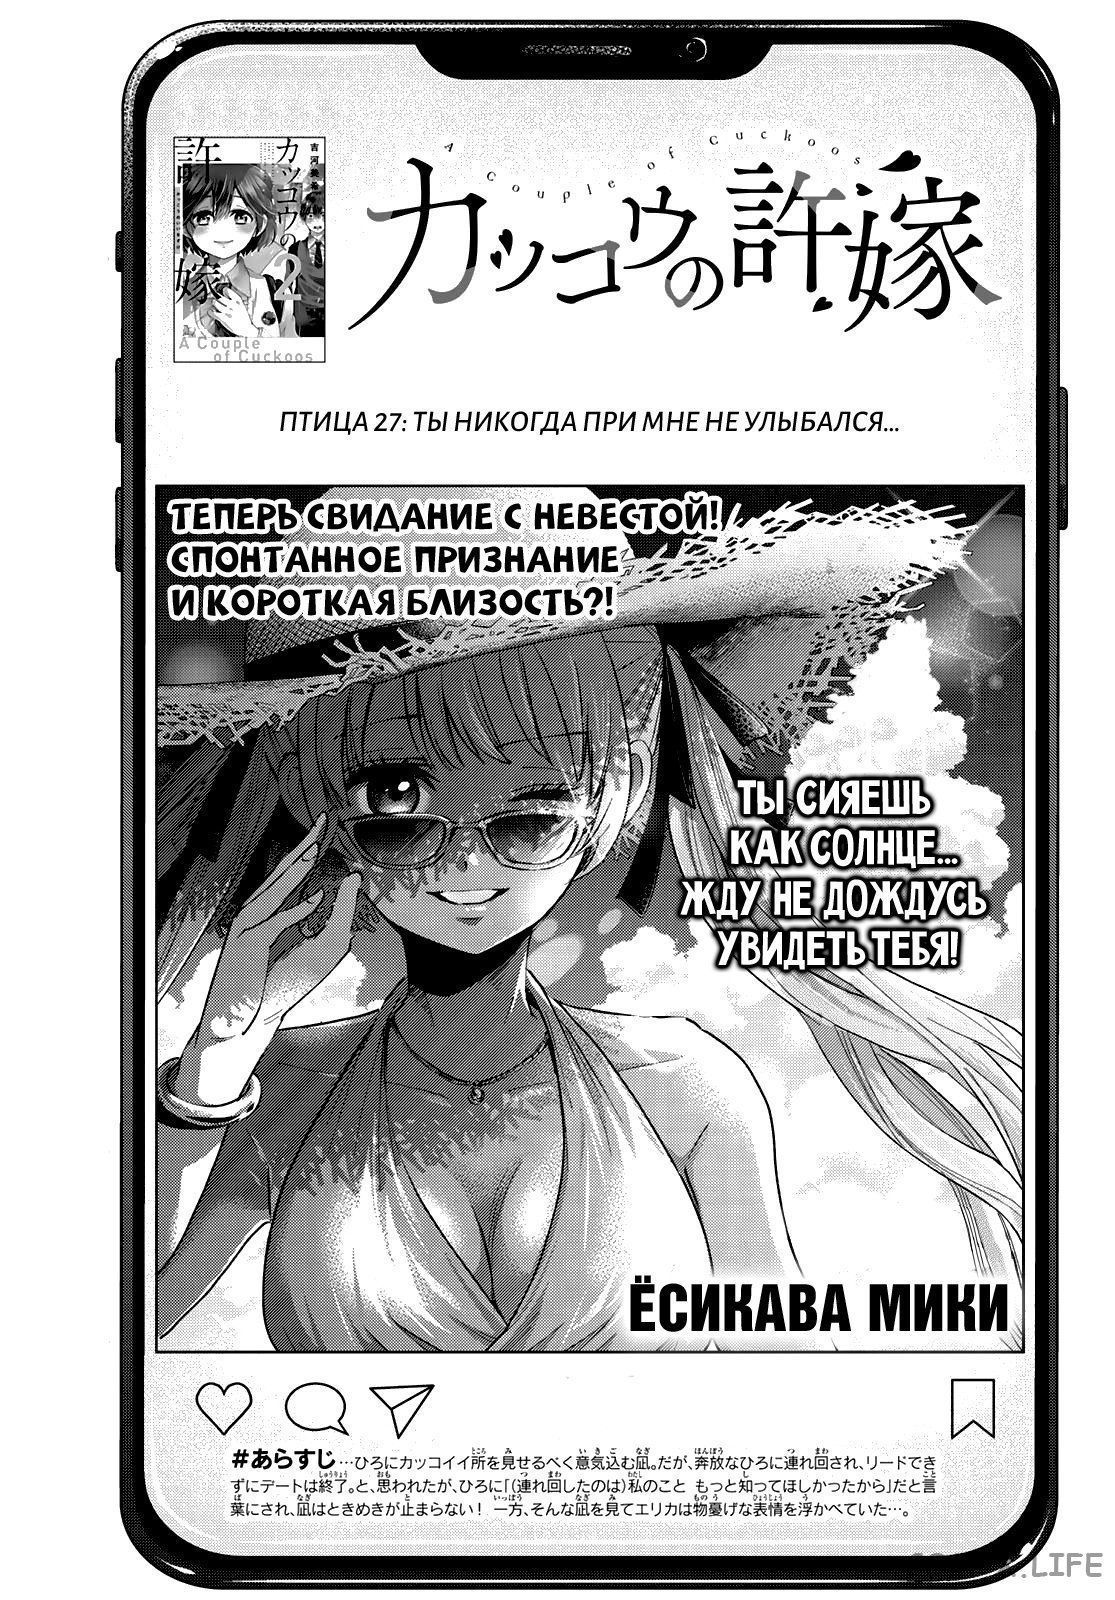 A Couple of Cuckoos
カッコウの許嫁
吉河美希
カッコウの許嫁
2
A Couple
of Cuckoos
ПТИЦА 27: ТЫ НИКОГДА ПРИ МНЕ НЕ УЛЫБАЛСЯ...
ТЕПЕРЬ СВИДАНИЕ С НЕВЕСТОЙ!
СПОНТАННОЕ ПРИЗНАНИЕ
И КОРОТКАЯ БЛИЗОСТЬ?!
ТЫ СИЯЕШЬ
КАК СОЛНЦЕ...
ЖДУ НЕ ДОЖДУСЬ
УВИДЕТЬ ТЕБЯ!
ЁСИКАВА МИКИ
#あらすじ…ひろにカッコイイ所を見せるべく意気込む凪。だが、奔放なひろに連れ回され、リードでき
ずにデートは終了。と、思われたが、ひろに「(連れ回したのは)私のこと もっと知ってほしかったから」だと言
葉にされ、凪はときめきが止まらない！ 一方、そんな凪を見てエリカは物憂げな表情を浮かべていた…。
.LIFE